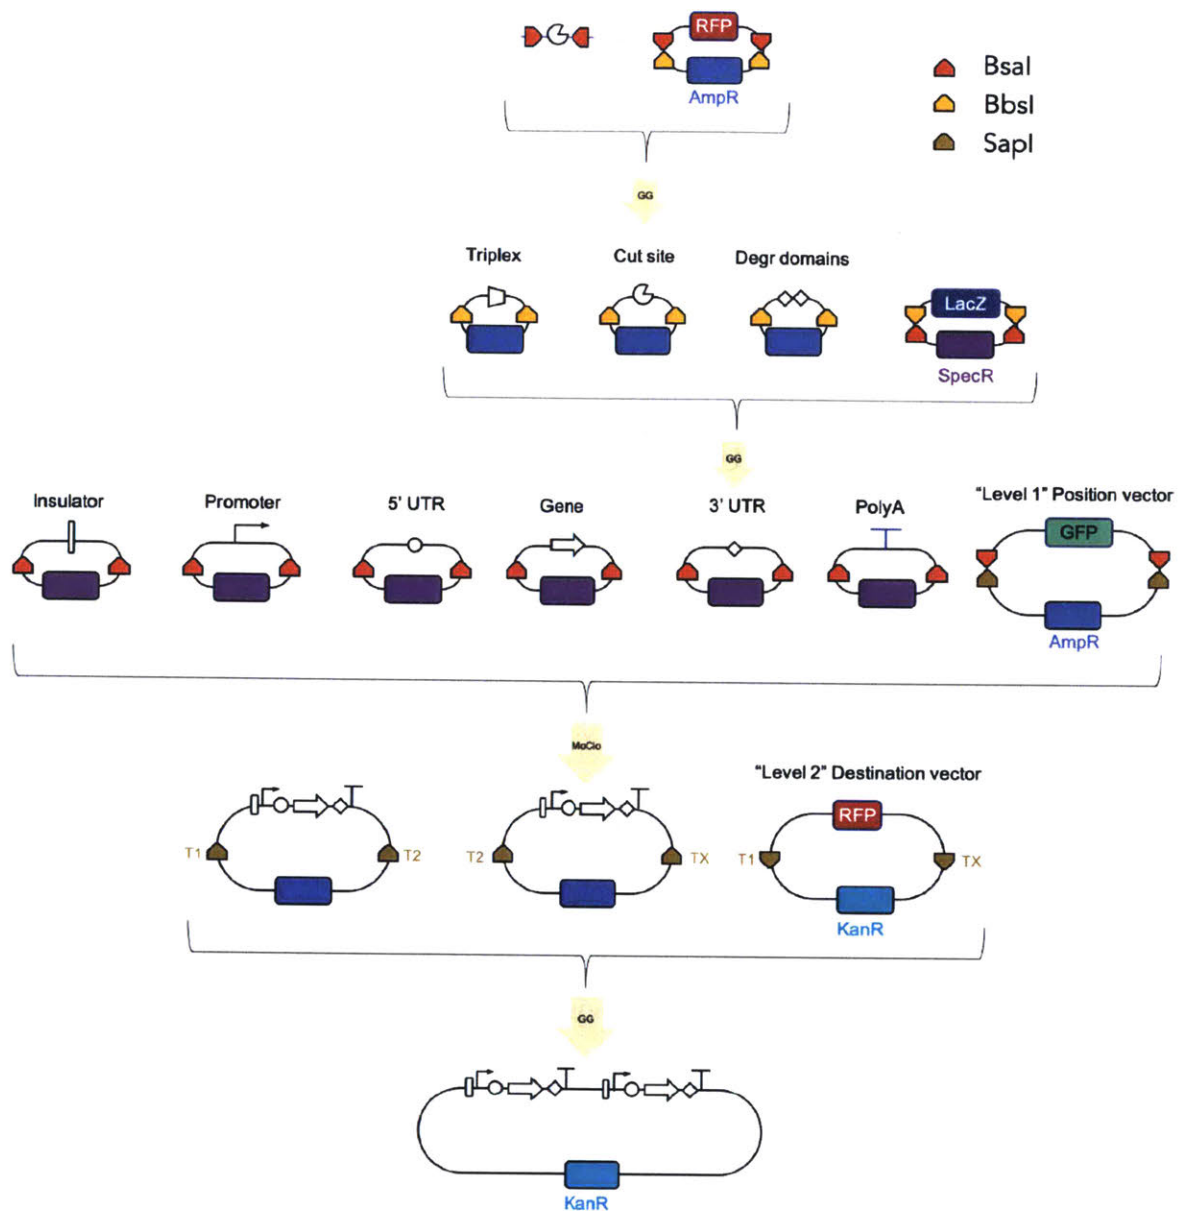 RFP
AmpR
BsaI
BbsI
SapI
GG
Triplex
Cut site
Degr domains
LacZ
SpecR
GG
Insulator
Promoter
5' UTR
Gene
3' UTR
PolyA
"Level 1" Position vector
GFP
AmpR
MoClo
"Level 2" Destination vector
RFP
T1
T2
T2
TX
T1
TX
KanR
GG
KanR